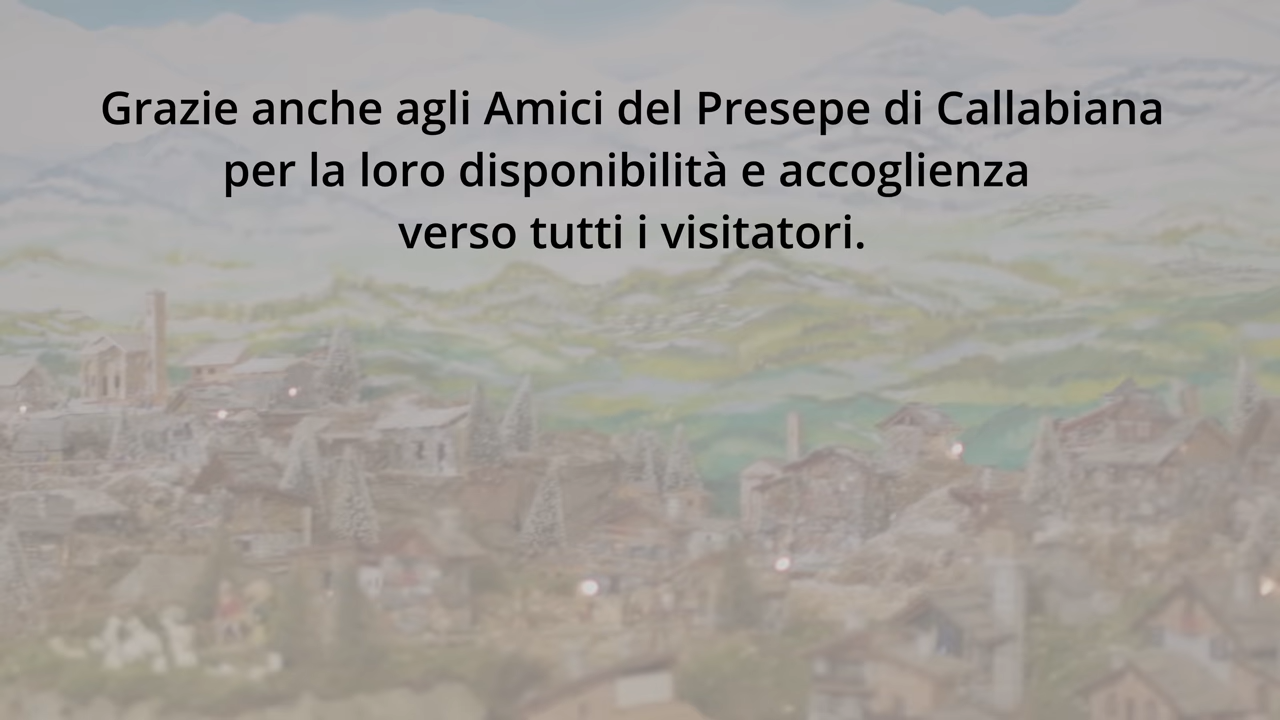 Grazie anche agli Amici del Presepe di Callabiana
per la loro disponibilità e accoglienza
verso tutti i visitatori.